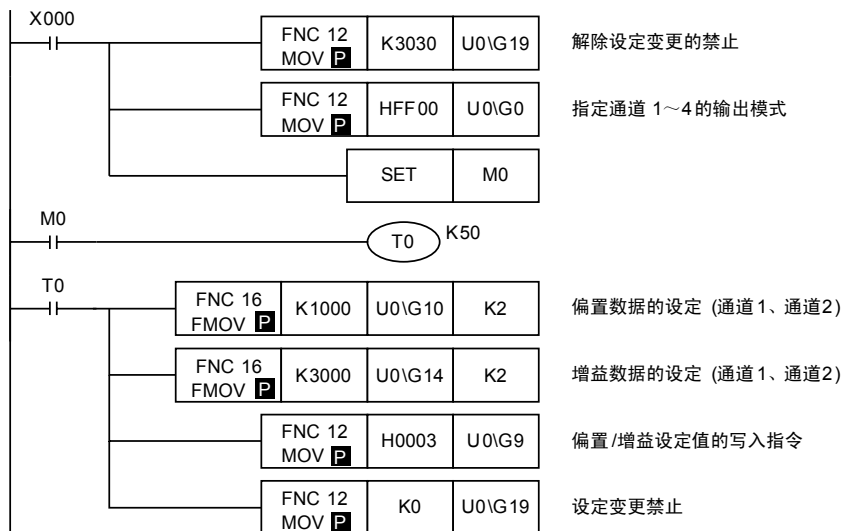 X000
FNC 12 MOV P K3030 U0\G19 解除设定变更的禁止
FNC 12 MOV P HFF00 U0\G0 指定通道 1～4的输出模式
SET M0
M0
T0 K50
T0
FNC 16 FMOV P K1000 U0\G10 K2 偏置数据的设定 (通道1、通道2)
FNC 16 FMOV P K3000 U0\G14 K2 增益数据的设定 (通道1、通道2)
FNC 12 MOV P H0003 U0\G9 偏置/增益设定值的写入指令
FNC 12 MOV P K0 U0\G19 设定变更禁止